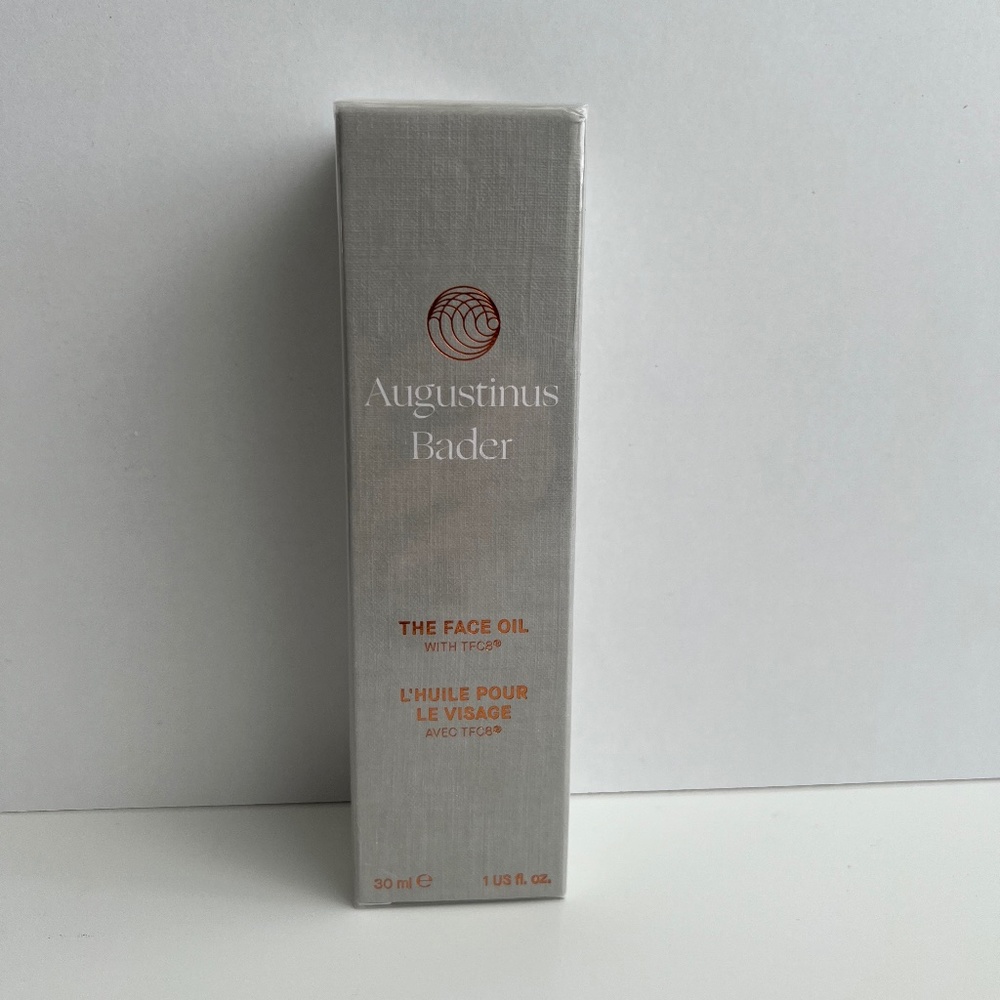 Augustinus
Bader
THE FACE OIL
WITH TFC8®
L'HUILE POUR
LE VISAGE
AVEC TFC8®
30 ml ℮ 1 US fl. oz.